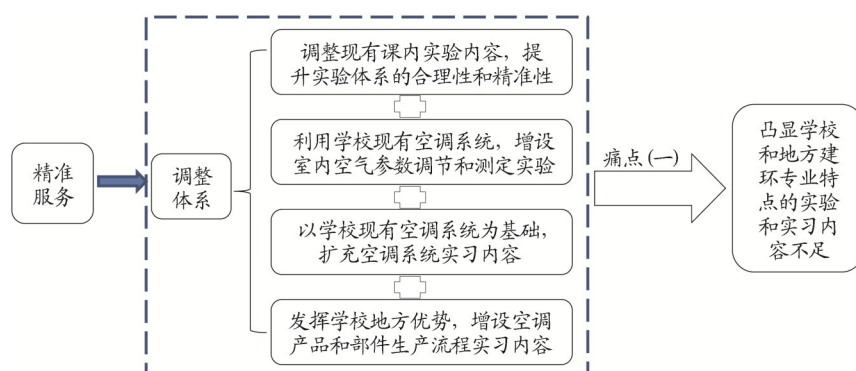 精准
服务
调整
体系
调整现有课内实验内容，提
升实验体系的合理性和精准性
利用学校现有空调系统，增设
室内空气参数调节和测定实验
以学校现有空调系统为基础，
扩充空调系统实习内容
发挥学校地方优势，增设空调
产品和部件生产流程实习内容
痛点(一)
凸显学校
和地方建
环专业特
点的实验
和实习内
容不足